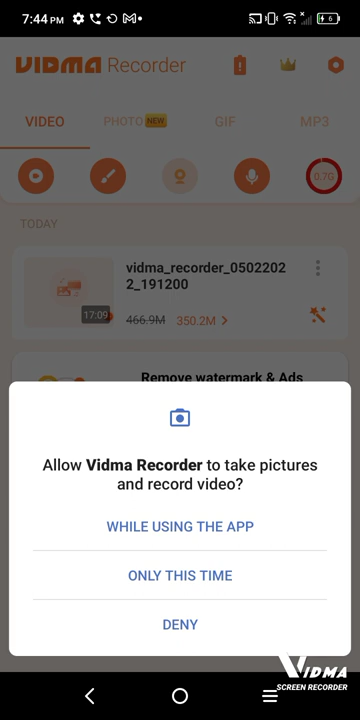 7:44 PM
6
VIDMA Recorder
VIDEO
PHOTO NEW
GIF
MP3
0.7G
TODAY
vidma_recorder_0502202
2_191200
17:09
466.9M 350.2M >
Remove watermark & Ads
Allow Vidma Recorder to take pictures
and record video?
WHILE USING THE APP
ONLY THIS TIME
DENY
VIDMA
SCREEN RECORDER